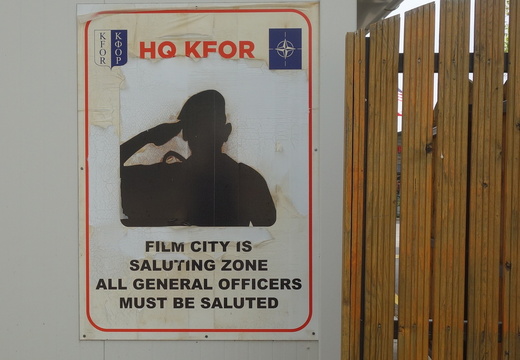 KFOR
КФОР
HQ KFOR
FILM CITY IS
SALUTING ZONE
ALL GENERAL OFFICERS
MUST BE SALUTED